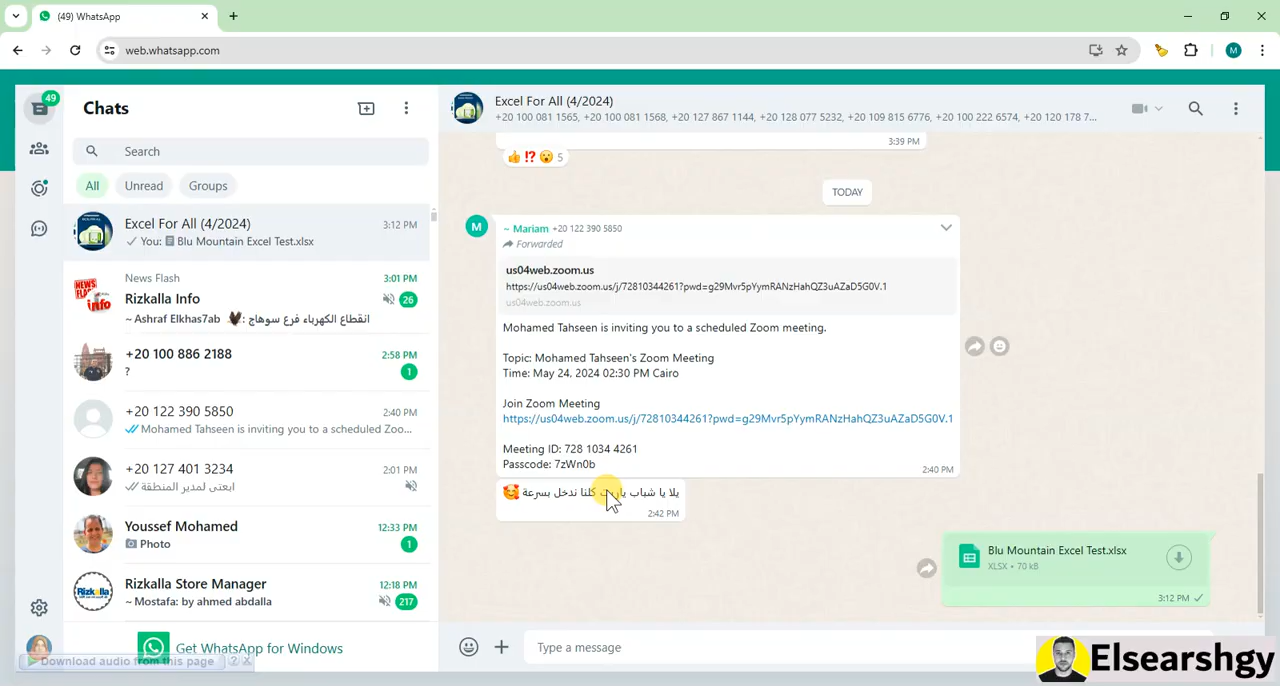 (49) WhatsApp
web.whatsapp.com
M
49
Chats
Search
All Unread Groups
Excel For All (4/2024) 3:12 PM
You: Blu Mountain Excel Test.xlsx
News Flash 3:01 PM
Rizkalla Info 26
~ Ashraf Elkhas7ab: انقطاع الكهرباء فرع سوهاج
+20 100 886 2188 2:58 PM
? 1
+20 122 390 5850 2:40 PM
Mohamed Tahseen is inviting you to a scheduled Zoo...
+20 127 401 3234 2:01 PM
ابعتى لمدير المنطقة
Youssef Mohamed 12:33 PM
Photo 1
Rizkalla Store Manager 12:18 PM
~ Mostafa: by ahmed abdalla 217
Get WhatsApp for Windows
Download audio from this page ? X
Excel For All (4/2024)
+20 100 081 1565, +20 100 081 1568, +20 127 867 1144, +20 128 077 5232, +20 109 815 6776, +20 100 222 6574, +20 120 178 7...
3:39 PM
👍 ⁉️ 😮 5
TODAY
M ~ Mariam +20 122 390 5850
Forwarded
us04web.zoom.us
https://us04web.zoom.us/j/72810344261?pwd=g29Mvr5pYymRANzHahQZ3uAZaD5G0V.1
us04web.zoom.us
Mohamed Tahseen is inviting you to a scheduled Zoom meeting.
Topic: Mohamed Tahseen's Zoom Meeting
Time: May 24, 2024 02:30 PM Cairo
Join Zoom Meeting
https://us04web.zoom.us/j/72810344261?pwd=g29Mvr5pYymRANzHahQZ3uAZaD5G0V.1
Meeting ID: 728 1034 4261
Passcode: 7zWn0b
2:40 PM
يلا يا شباب كلنا ندخل بسرعة 🥰
2:42 PM
Blu Mountain Excel Test.xlsx
XLSX • 70 kB
3:12 PM
Type a message
Elsearshgy